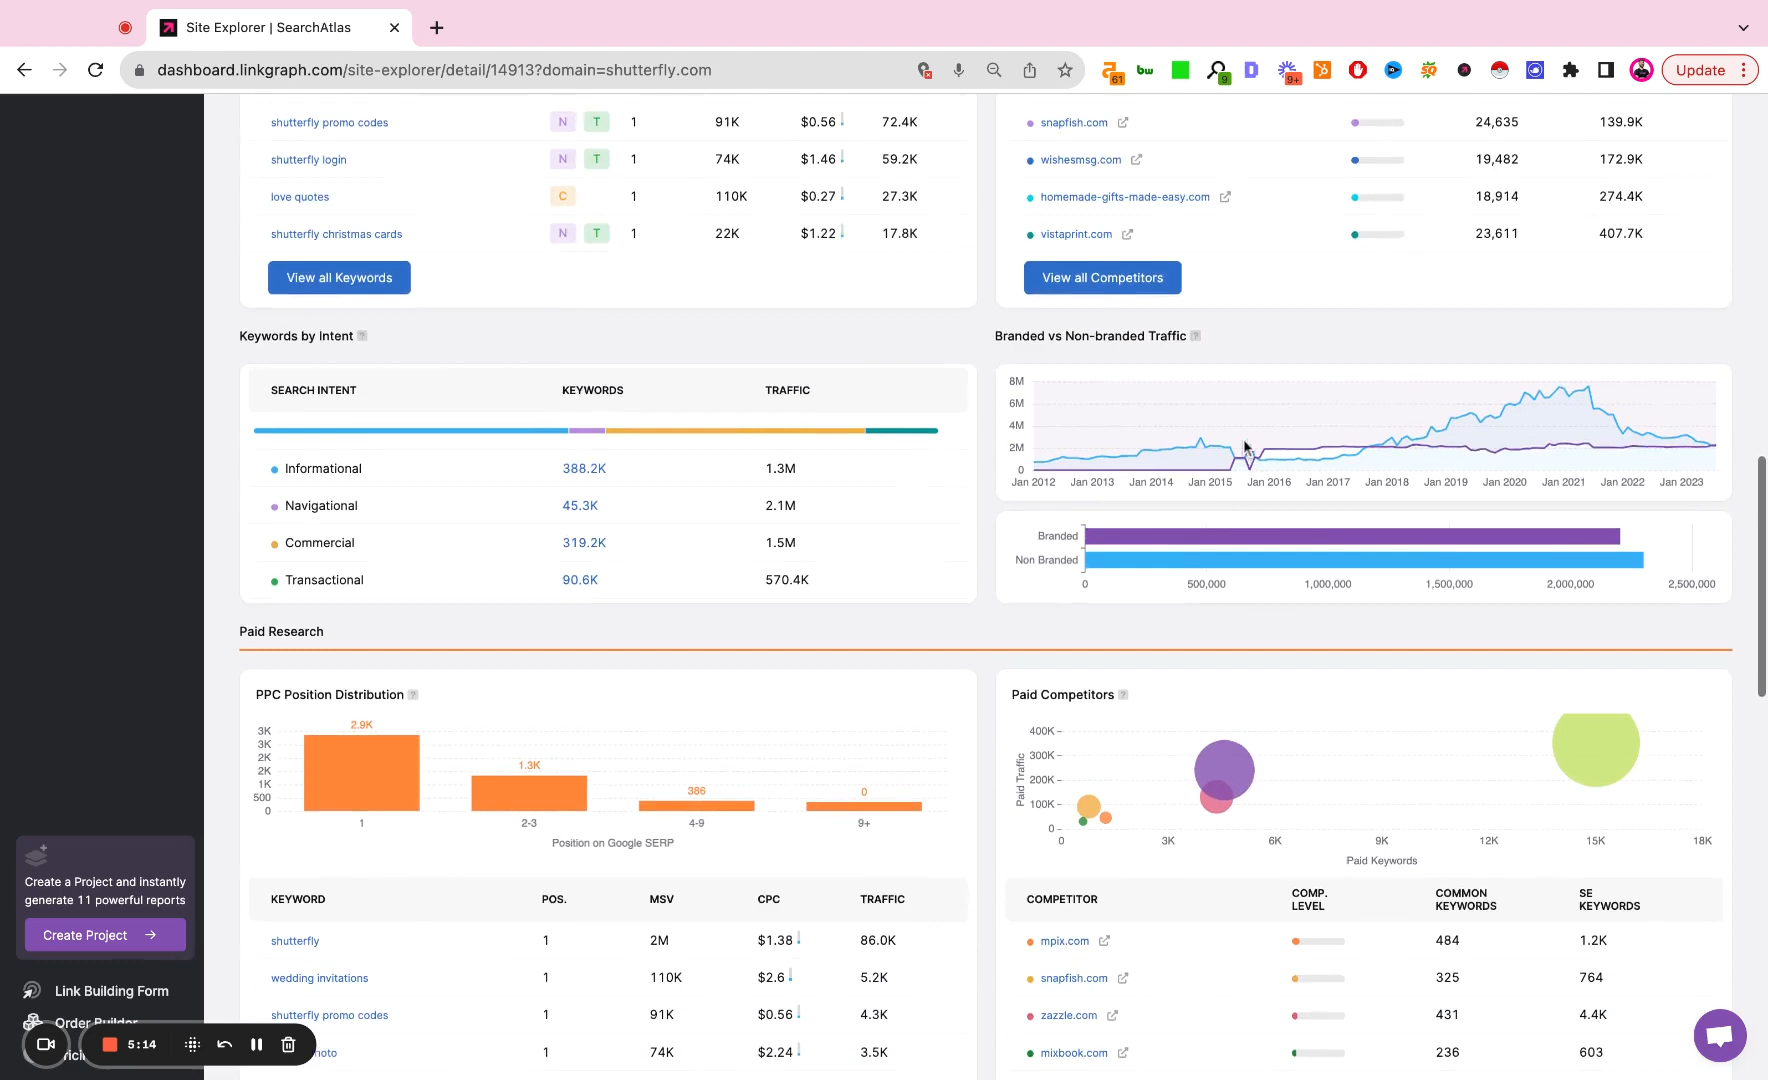 Site Explorer | SearchAtlas
dashboard.linkgraph.com/site-explorer/detail/14913?domain=shutterfly.com
61
bw
9
D
9+
Update
shutterfly promo codes N T 1 91K $0.56 72.4K
shutterfly login N T 1 74K $1.46 59.2K
love quotes C 1 110K $0.27 27.3K
shutterfly christmas cards N T 1 22K $1.22 17.8K
View all Keywords
snapfish.com 24,635 139.9K
wishesmsg.com 19,482 172.9K
homemade-gifts-made-easy.com 18,914 274.4K
vistaprint.com 23,611 407.7K
View all Competitors
Keywords by Intent ?
SEARCH INTENT KEYWORDS TRAFFIC
Informational 388.2K 1.3M
Navigational 45.3K 2.1M
Commercial 319.2K 1.5M
Transactional 90.6K 570.4K
Branded vs Non-branded Traffic ?
8M
6M
4M
2M
0
Jan 2012 Jan 2013 Jan 2014 Jan 2015 Jan 2016 Jan 2017 Jan 2018 Jan 2019 Jan 2020 Jan 2021 Jan 2022 Jan 2023
Branded
Non Branded
0 500,000 1,000,000 1,500,000 2,000,000 2,500,000
Paid Research
PPC Position Distribution ?
3K
3K
2K
2K
1K
500
0
2.9K 1.3K 386 0
1 2-3 4-9 9+
Position on Google SERP
KEYWORD POS. MSV CPC TRAFFIC
shutterfly 1 2M $1.38 86.0K
wedding invitations 1 110K $2.6 5.2K
shutterfly promo codes 1 91K $0.56 4.3K
hoto 1 74K $2.24 3.5K
Paid Competitors ?
Paid Traffic
400K
300K
200K
100K
0
0 3K 6K 9K 12K 15K 18K
Paid Keywords
COMPETITOR COMP. LEVEL COMMON KEYWORDS SE KEYWORDS
mpix.com 484 1.2K
snapfish.com 325 764
zazzle.com 431 4.4K
mixbook.com 236 603
Create a Project and instantly
generate 11 powerful reports
Create Project
Link Building Form
Order Builder
5:14